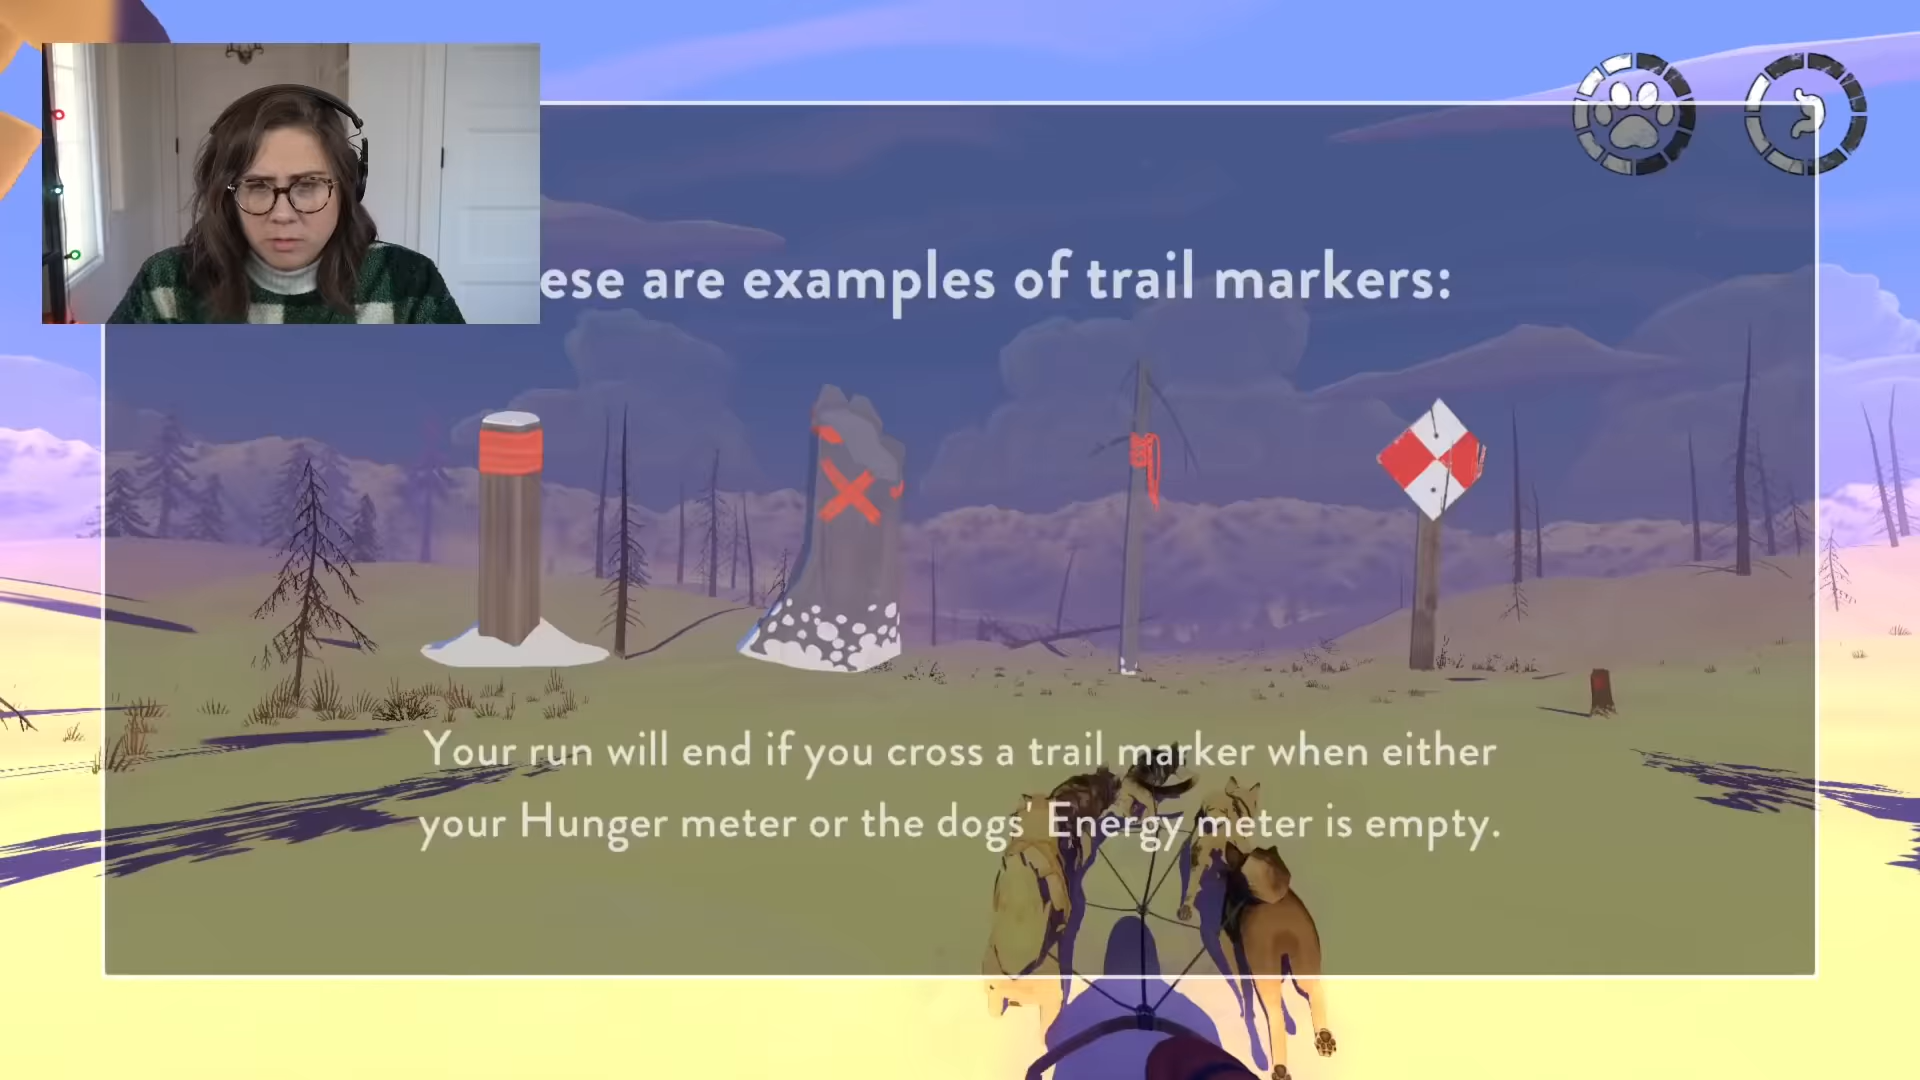 ese are examples of trail markers:
Your run will end if you cross a trail marker when either
your Hunger meter or the dogs' Energy meter is empty.